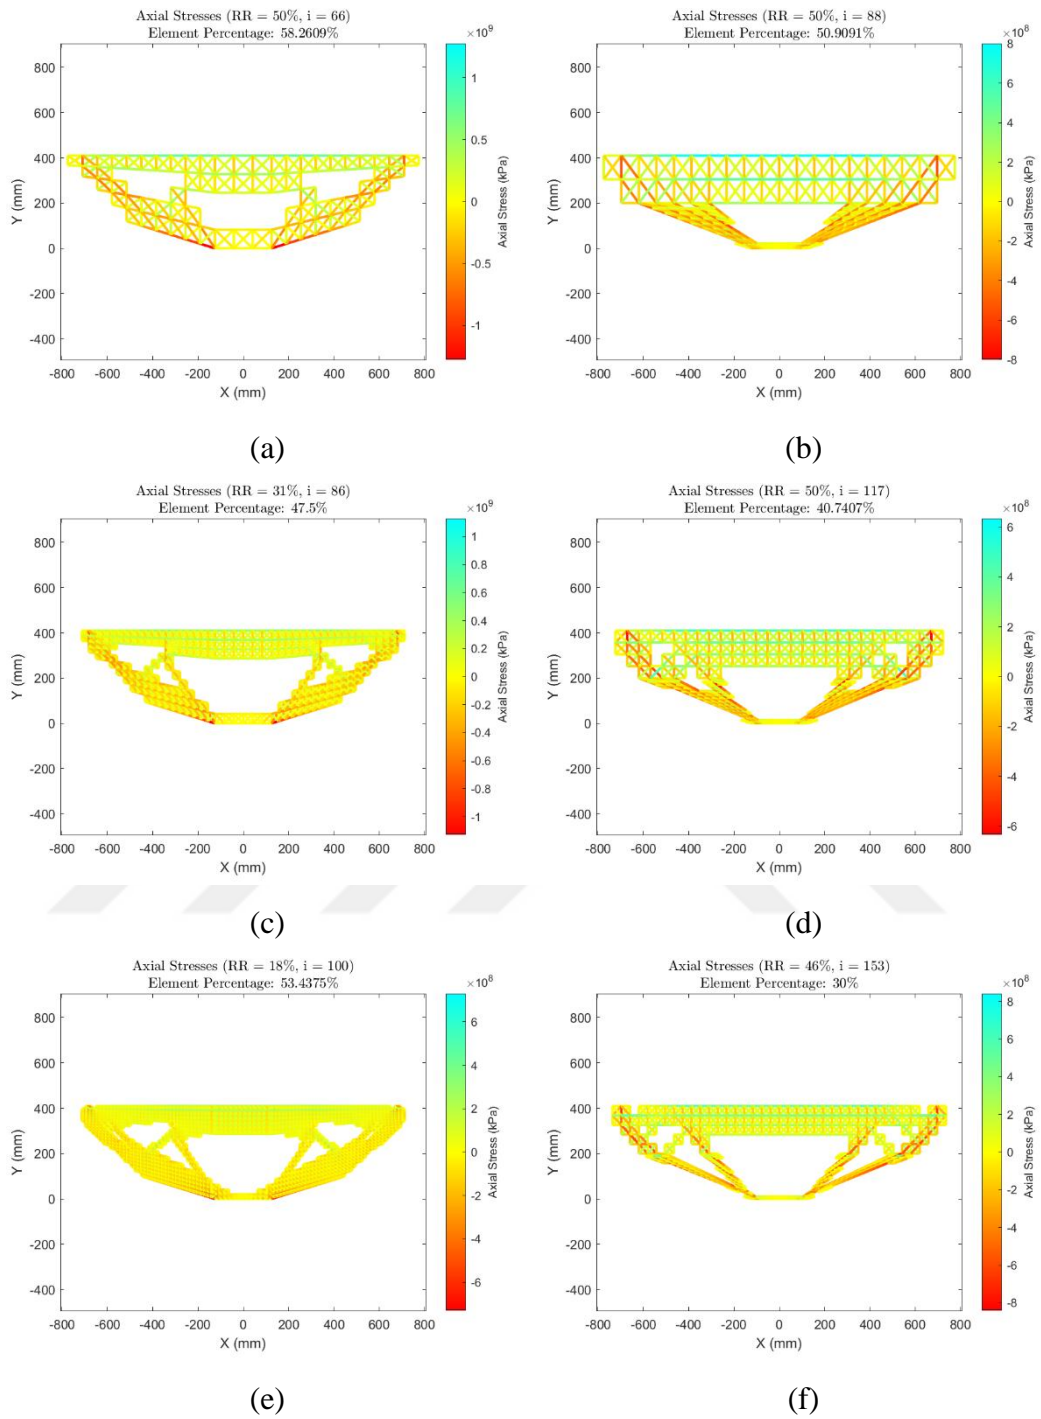 Axial Stresses (RR = 50%, i = 66)
Element Percentage: 58.2609%
×10⁹
800
600
400
200
0
-200
-400
Y (mm)
-800 -600 -400 -200 0 200 400 600 800
X (mm)
1
0.5
0
-0.5
-1
Axial Stress (kPa)
(a)
Axial Stresses (RR = 50%, i = 88)
Element Percentage: 50.9091%
×10⁸
800
600
400
200
0
-200
-400
Y (mm)
-800 -600 -400 -200 0 200 400 600 800
X (mm)
8
6
4
2
0
-2
-4
-6
-8
Axial Stress (kPa)
(b)
Axial Stresses (RR = 31%, i = 86)
Element Percentage: 47.5%
×10⁹
800
600
400
200
0
-200
-400
Y (mm)
-800 -600 -400 -200 0 200 400 600 800
X (mm)
1
0.8
0.6
0.4
0.2
0
-0.2
-0.4
-0.6
-0.8
-1
Axial Stress (kPa)
(c)
Axial Stresses (RR = 50%, i = 117)
Element Percentage: 40.7407%
×10⁸
800
600
400
200
0
-200
-400
Y (mm)
-800 -600 -400 -200 0 200 400 600 800
X (mm)
6
4
2
0
-2
-4
-6
Axial Stress (kPa)
(d)
Axial Stresses (RR = 18%, i = 100)
Element Percentage: 53.4375%
×10⁸
800
600
400
200
0
-200
-400
Y (mm)
-800 -600 -400 -200 0 200 400 600 800
X (mm)
6
4
2
0
-2
-4
-6
Axial Stress (kPa)
(e)
Axial Stresses (RR = 46%, i = 153)
Element Percentage: 30%
×10⁸
800
600
400
200
0
-200
-400
Y (mm)
-800 -600 -400 -200 0 200 400 600 800
X (mm)
8
6
4
2
0
-2
-4
-6
-8
Axial Stress (kPa)
(f)